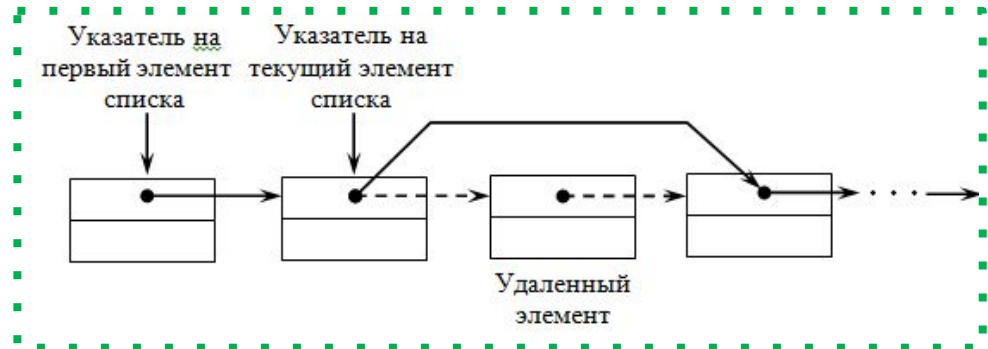 Указатель на
первый элемент
списка
Указатель на
текущий элемент
списка
Удаленный
элемент